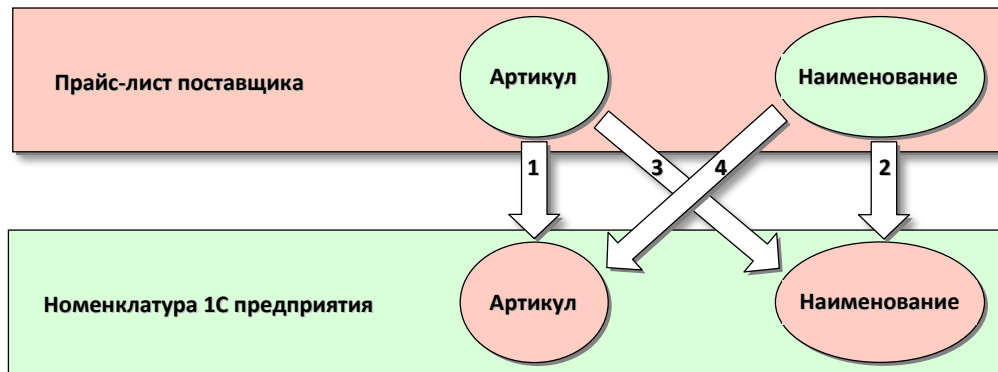 Прайс-лист поставщика
Артикул
Наименование
1
3
4
2
Номенклатура 1С предприятия
Артикул
Наименование